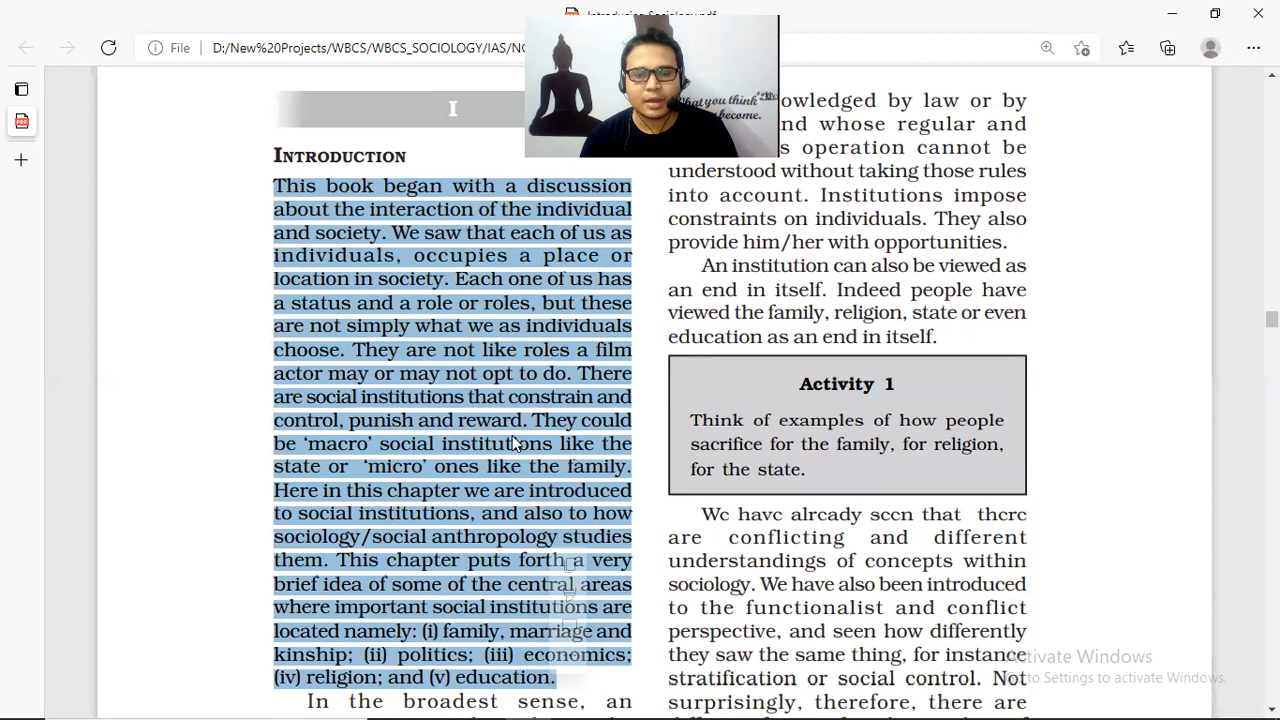 Introducing Sociology.pdf
File
D:/New%20Projects/WBCS/WBCS_SOCIOLOGY/IAS/NC
What you think
become.
I
INTRODUCTION
This book began with a discussion
about the interaction of the individual
and society. We saw that each of us as
individuals, occupies a place or
location in society. Each one of us has
a status and a role or roles, but these
are not simply what we as individuals
choose. They are not like roles a film
actor may or may not opt to do. There
are social institutions that constrain and
control, punish and reward. They could
be ‘macro’ social institutions like the
state or ‘micro’ ones like the family.
Here in this chapter we are introduced
to social institutions, and also to how
sociology/social anthropology studies
them. This chapter puts forth a very
brief idea of some of the central areas
where important social institutions are
located namely: (i) family, marriage and
kinship; (ii) politics; (iii) economics;
(iv) religion; and (v) education.
In the broadest sense, an
owledged by law or by
nd whose regular and
s operation cannot be
understood without taking those rules
into account. Institutions impose
constraints on individuals. They also
provide him/her with opportunities.
An institution can also be viewed as
an end in itself. Indeed people have
viewed the family, religion, state or even
education as an end in itself.
Activity 1
Think of examples of how people
sacrifice for the family, for religion,
for the state.
We have already seen that there
are conflicting and different
understandings of concepts within
sociology. We have also been introduced
to the functionalist and conflict
perspective, and seen how differently
they saw the same thing, for instance
stratification or social control. Not
surprisingly, therefore, there are
Activate Windows
Go to Settings to activate Windows.